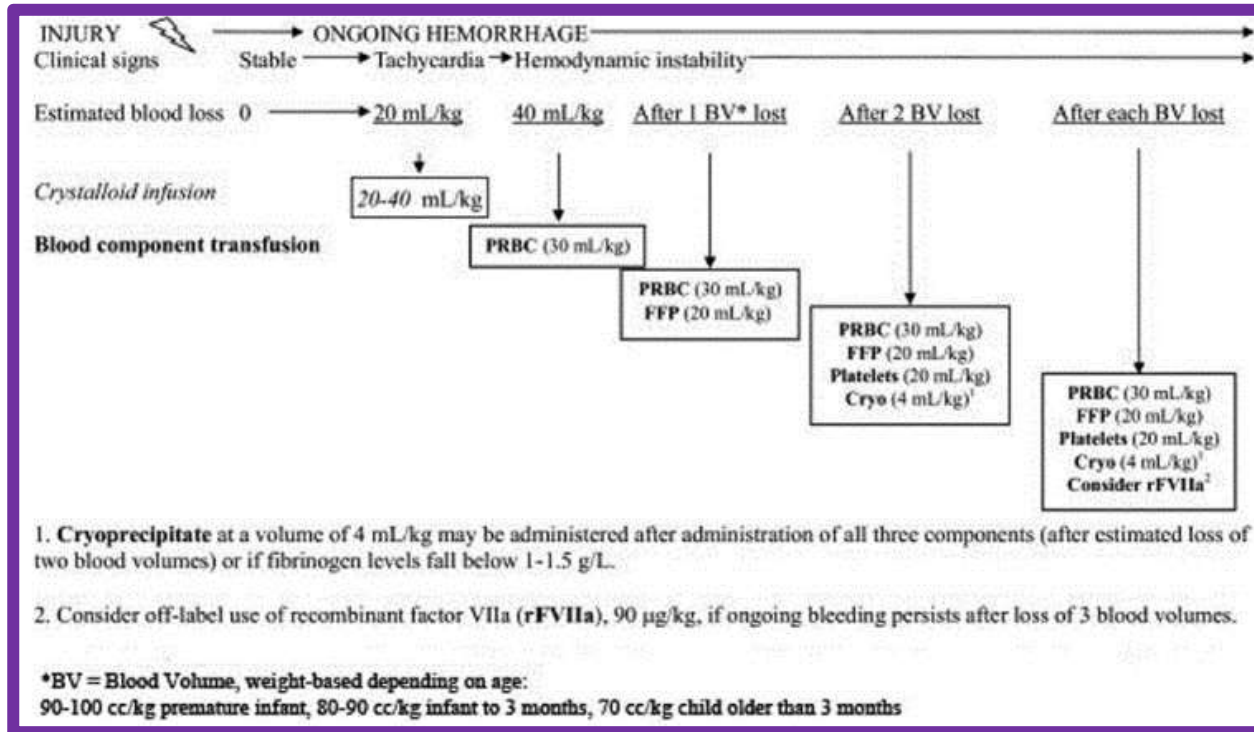 INJURY ONGOING HEMORRHAGE
Clinical signs Stable Tachycardia Hemodynamic instability
Estimated blood loss 0 20 mL/kg 40 mL/kg After 1 BV* lost After 2 BV lost After each BV lost
Crystalloid infusion
20-40 mL/kg
Blood component transfusion
PRBC (30 mL/kg)
PRBC (30 mL/kg)
FFP (20 mL/kg)
PRBC (30 mL/kg)
FFP (20 mL/kg)
Platelets (20 mL/kg)
Cryo (4 mL/kg)¹
PRBC (30 mL/kg)
FFP (20 mL/kg)
Platelets (20 mL/kg)
Cryo (4 mL/kg)¹
Consider rFVIIa²
1. Cryoprecipitate at a volume of 4 mL/kg may be administered after administration of all three components (after estimated loss of
two blood volumes) or if fibrinogen levels fall below 1-1.5 g/L.
2. Consider off-label use of recombinant factor VIIa (rFVIIa), 90 µg/kg, if ongoing bleeding persists after loss of 3 blood volumes.
*BV = Blood Volume, weight-based depending on age:
90-100 cc/kg premature infant, 80-90 cc/kg infant to 3 months, 70 cc/kg child older than 3 months